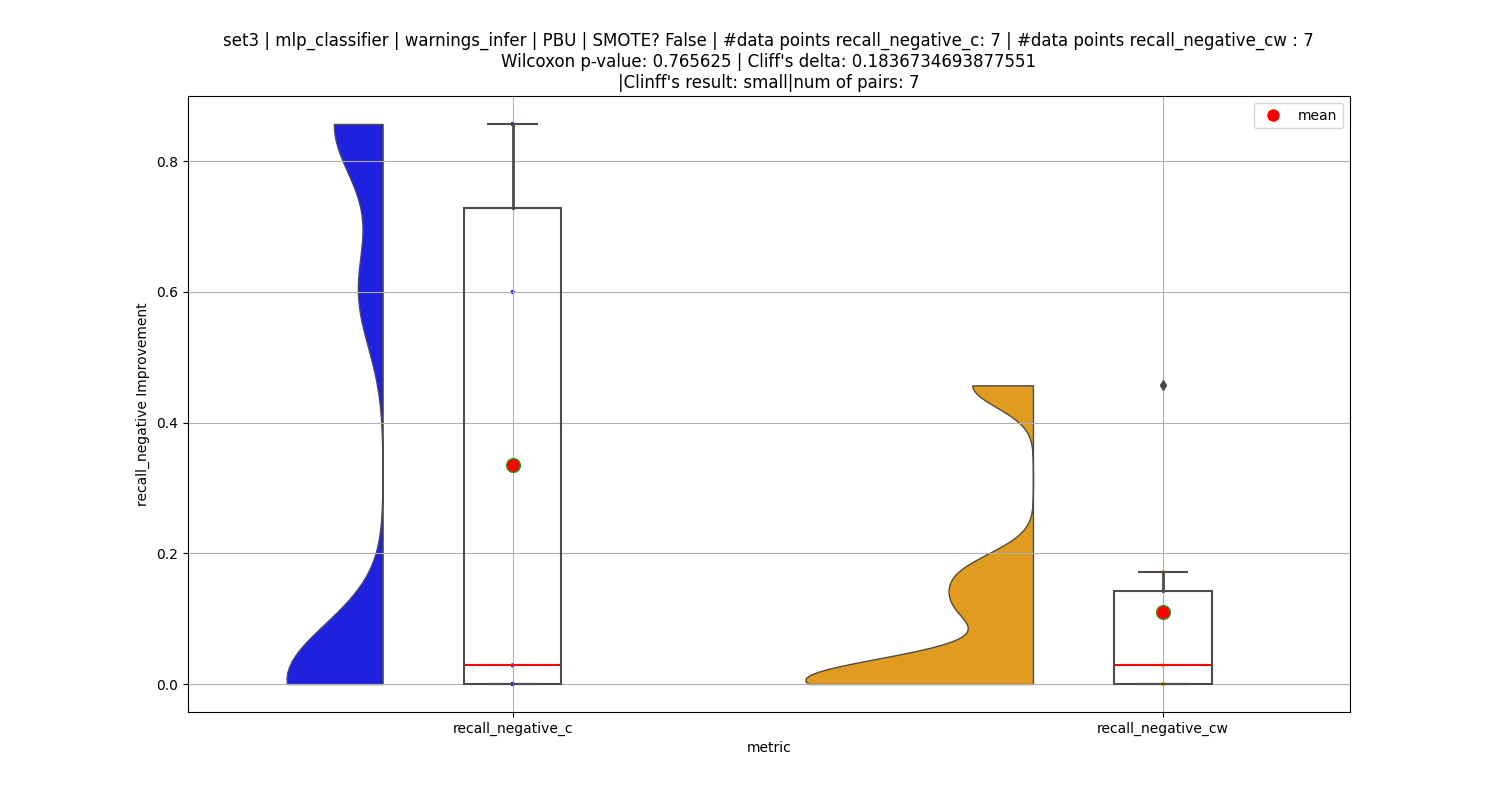 set3 | mlp_classifier | warnings_infer | PBU | SMOTE? False | #data points recall_negative_c: 7 | #data points recall_negative_cw : 7
Wilcoxon p-value: 0.765625 | Cliff's delta: 0.1836734693877551
|Clinff's result: small|num of pairs: 7
mean
0.8
0.6
0.4
0.2
0.0
recall_negative Improvement
recall_negative_c
recall_negative_cw
metric